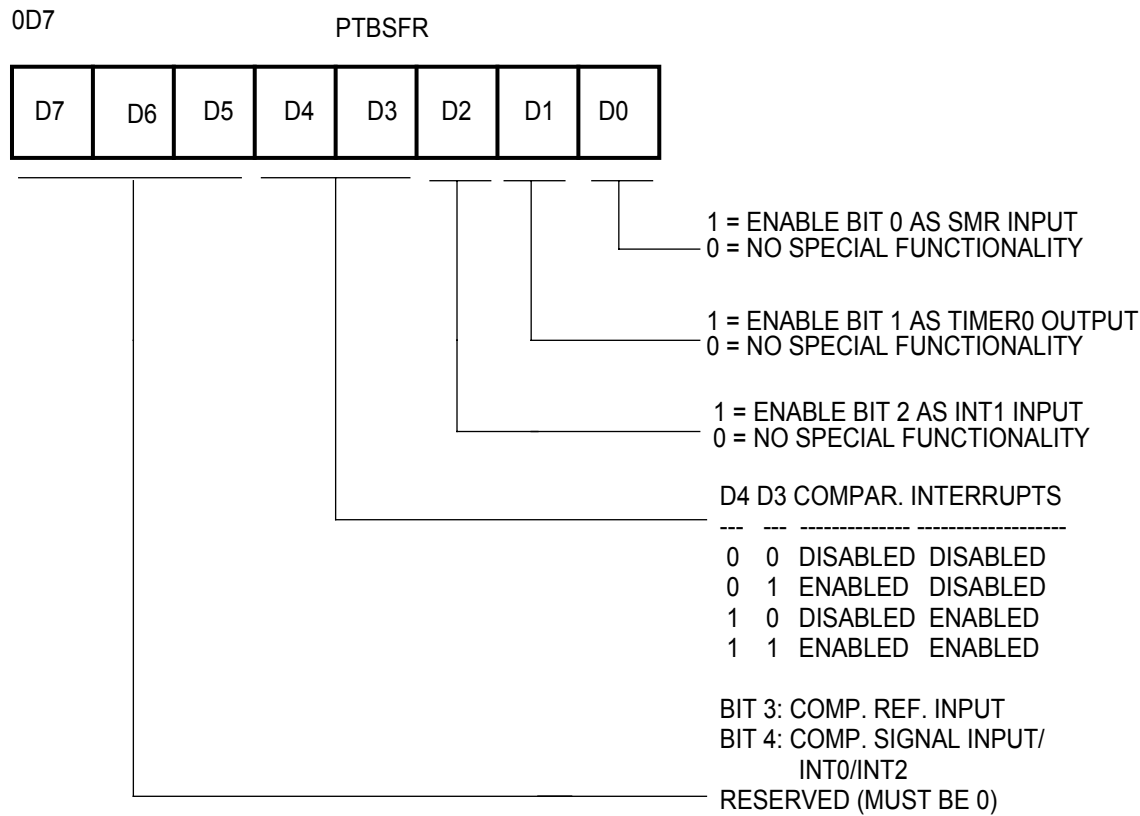 0D7
PTBSFR
D7 D6 D5 D4 D3 D2 D1 D0
1 = ENABLE BIT 0 AS SMR INPUT
0 = NO SPECIAL FUNCTIONALITY
1 = ENABLE BIT 1 AS TIMER0 OUTPUT
0 = NO SPECIAL FUNCTIONALITY
1 = ENABLE BIT 2 AS INT1 INPUT
0 = NO SPECIAL FUNCTIONALITY
D4 D3 COMPAR. INTERRUPTS
--- --- -------------- -------------------
0 0 DISABLED DISABLED
0 1 ENABLED DISABLED
1 0 DISABLED ENABLED
1 1 ENABLED ENABLED
BIT 3: COMP. REF. INPUT
BIT 4: COMP. SIGNAL INPUT/
INT0/INT2
RESERVED (MUST BE 0)